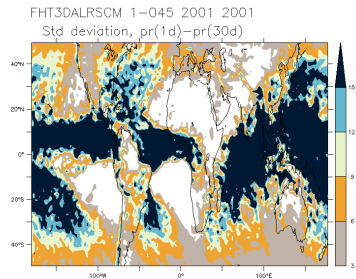 FHT3DALRSCM 1-045 2001 2001
Std deviation, pr(1d)-pr(30d)
40°N
20°N
0°
20°S
40°S
100°W
0°
100°E
15
12
9
6
3